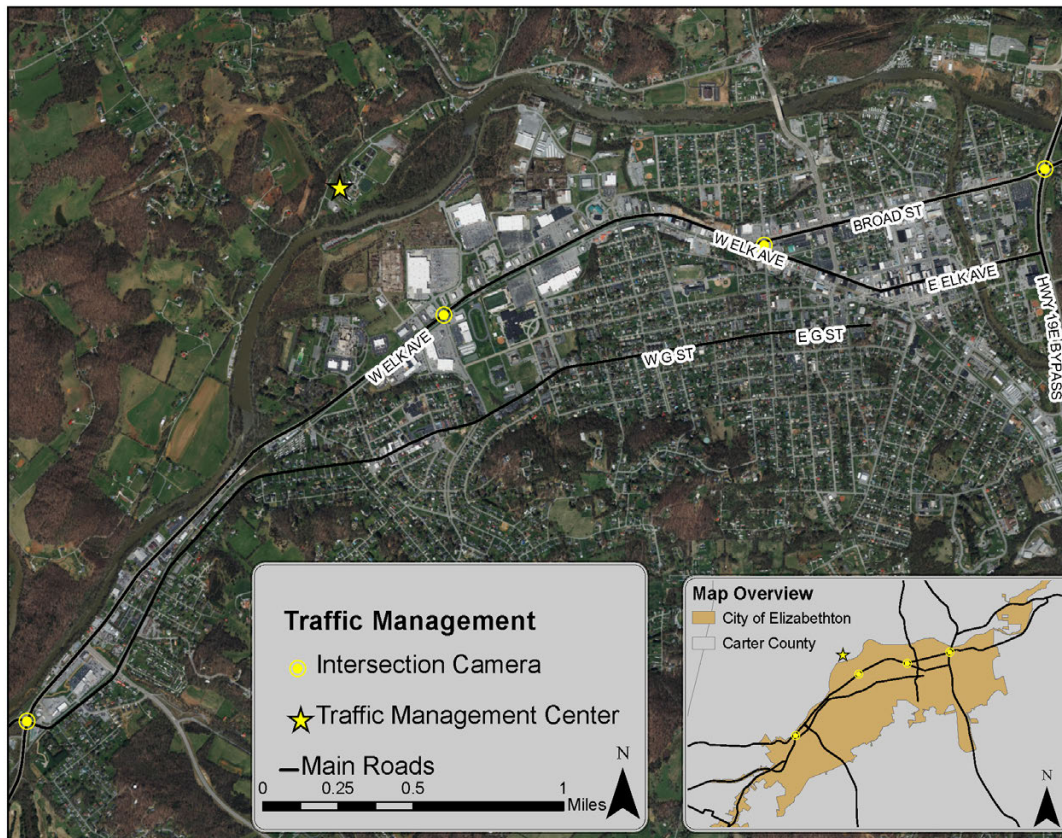 BROAD ST
W ELK AVE
E ELK AVE
HWY 19E BYPASS
W ELK AVE
W G ST
E G ST
Traffic Management
Intersection Camera
Traffic Management Center
Main Roads
N
0 0.25 0.5 1
Miles
Map Overview
City of Elizabethton
Carter County
N